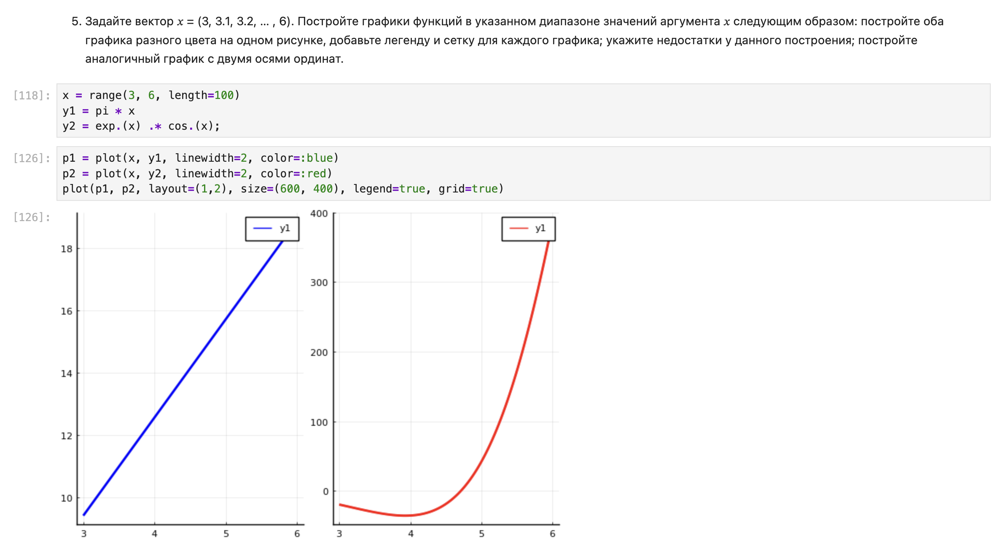 5. Задайте вектор x = (3, 3.1, 3.2, ... , 6). Постройте графики функций в указанном диапазоне значений аргумента x следующим образом: постройте оба
графика разного цвета на одном рисунке, добавьте легенду и сетку для каждого графика; укажите недостатки у данного построения; постройте
аналогичный график с двумя осями ординат.
[118]:
x = range(3, 6, length=100)
y1 = pi * x
y2 = exp.(x) .* cos.(x);
[126]:
p1 = plot(x, y1, linewidth=2, color=:blue)
p2 = plot(x, y2, linewidth=2, color=:red)
plot(p1, p2, layout=(1,2), size=(600, 400), legend=true, grid=true)
[126]:
y1
18
16
14
12
10
3 4 5 6
y1
400
300
200
100
0
3 4 5 6